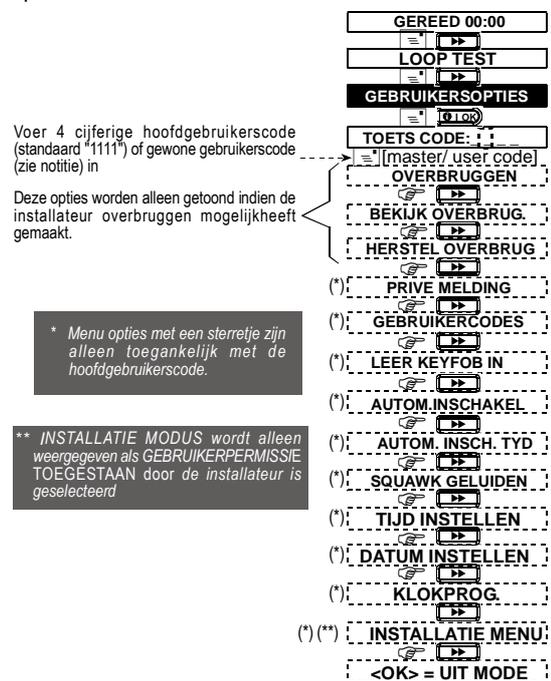 GEREED 00:00
LOOP TEST
GEBRUIKERSOPTIES
OK
TOETS CODE: _ _ _ _
[master/ user code]
Voer 4 cijferige hoofdgebruikerscode
(standaard "1111") of gewone gebruikerscode
(zie notitie) in
OVERBRUGGEN
Deze opties worden alleen getoond indien de
installateur overbruggen mogelijkheeft
gemaakt.
BEKIJK OVERBRUG.
HERSTEL OVERBRUG
(*) PRIVE MELDING
(*) GEBRUIKERCODES
* Menu opties met een sterretje zijn
alleen toegankelijk met de
hoofdgebruikerscode.
(*) LEER KEYFOB IN
(*) AUTOM.INSCHAKEL
(*) AUTOM. INSCH. TYD
** INSTALLATIE MODUS wordt alleen
weergegeven als GEBRUIKERPERMISSIE
TOEGESTAAN door de installateur is
geselecteerd
(*) SQUAWK GELUIDEN
(*) TIJD INSTELLEN
(*) DATUM INSTELLEN
(*) KLOKPROG.
(*) (**) INSTALLATIE MENU
<OK> = UIT MODE